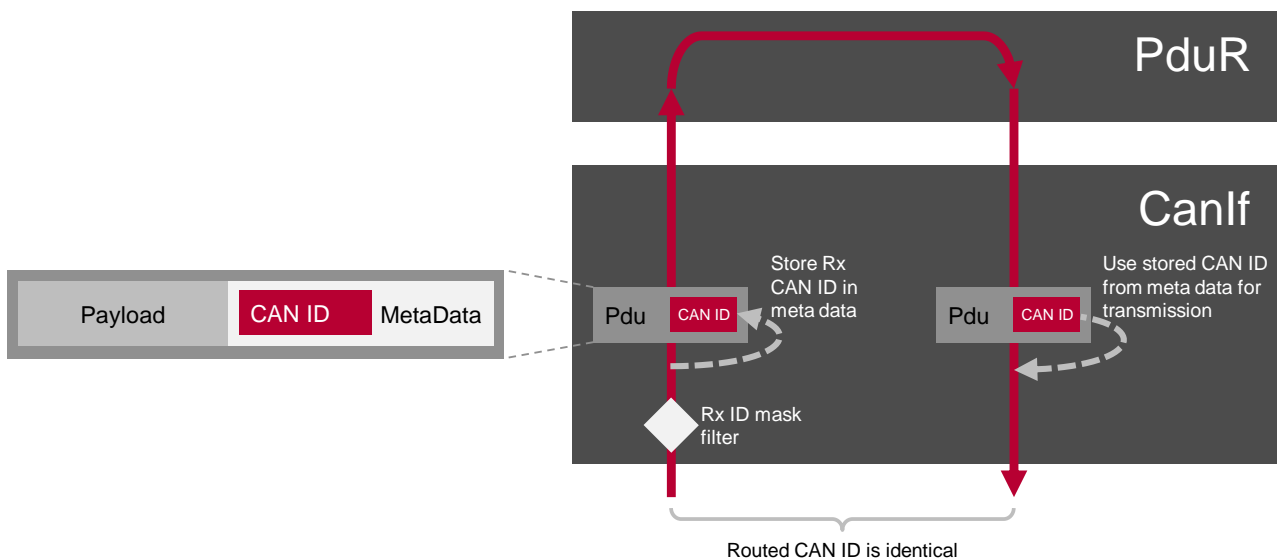 PduR
CanIf
Store Rx
CAN ID in
meta data
Use stored CAN ID
from meta data for
transmission
Payload
CAN ID
MetaData
Pdu
CAN ID
Pdu
CAN ID
Rx ID mask
filter
Routed CAN ID is identical